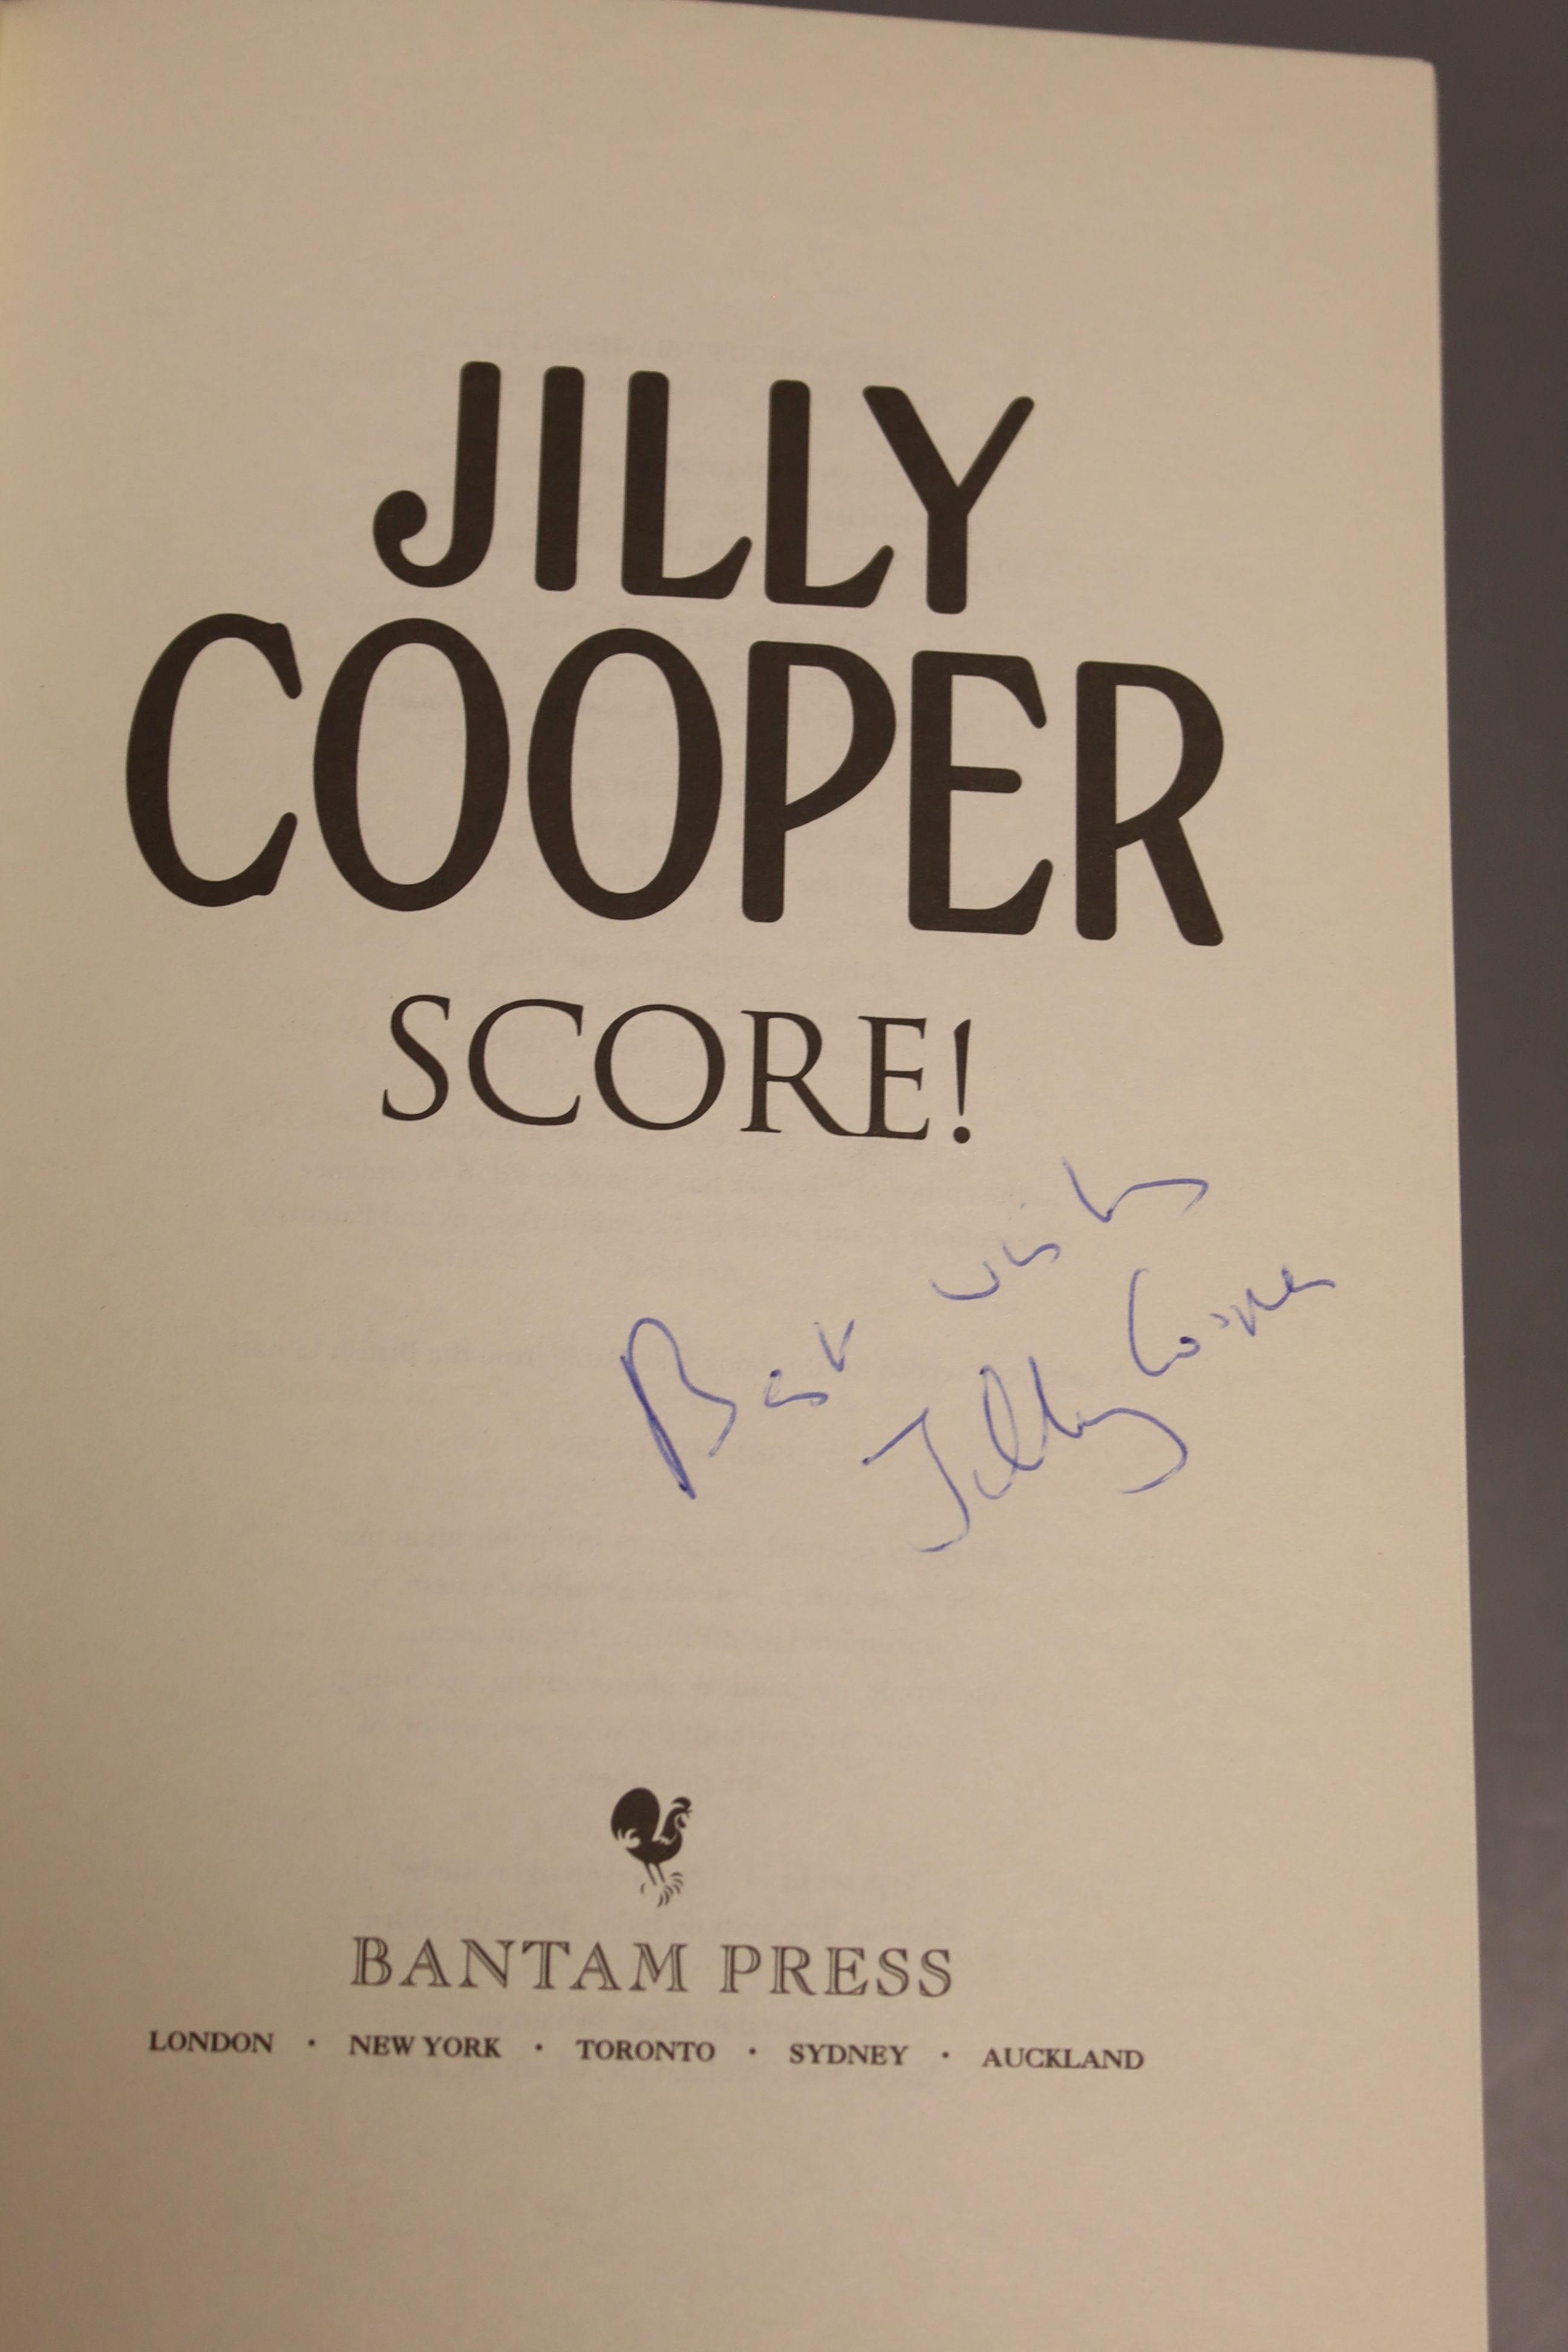 JILLY
COOPER
SCORE!
Best wishes
Jilly Cooper
BANTAM PRESS
LONDON · NEW YORK · TORONTO · SYDNEY · AUCKLAND